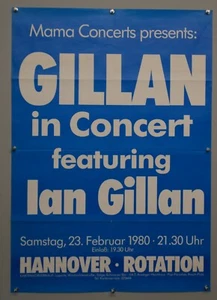 Mama Concerts presents:
GILLAN
in Concert
featuring
Ian Gillan
Samstag, 23. Februar 1980 · 21.30 Uhr
Einlaß: 19.30 Uhr
HANNOVER · ROTATION